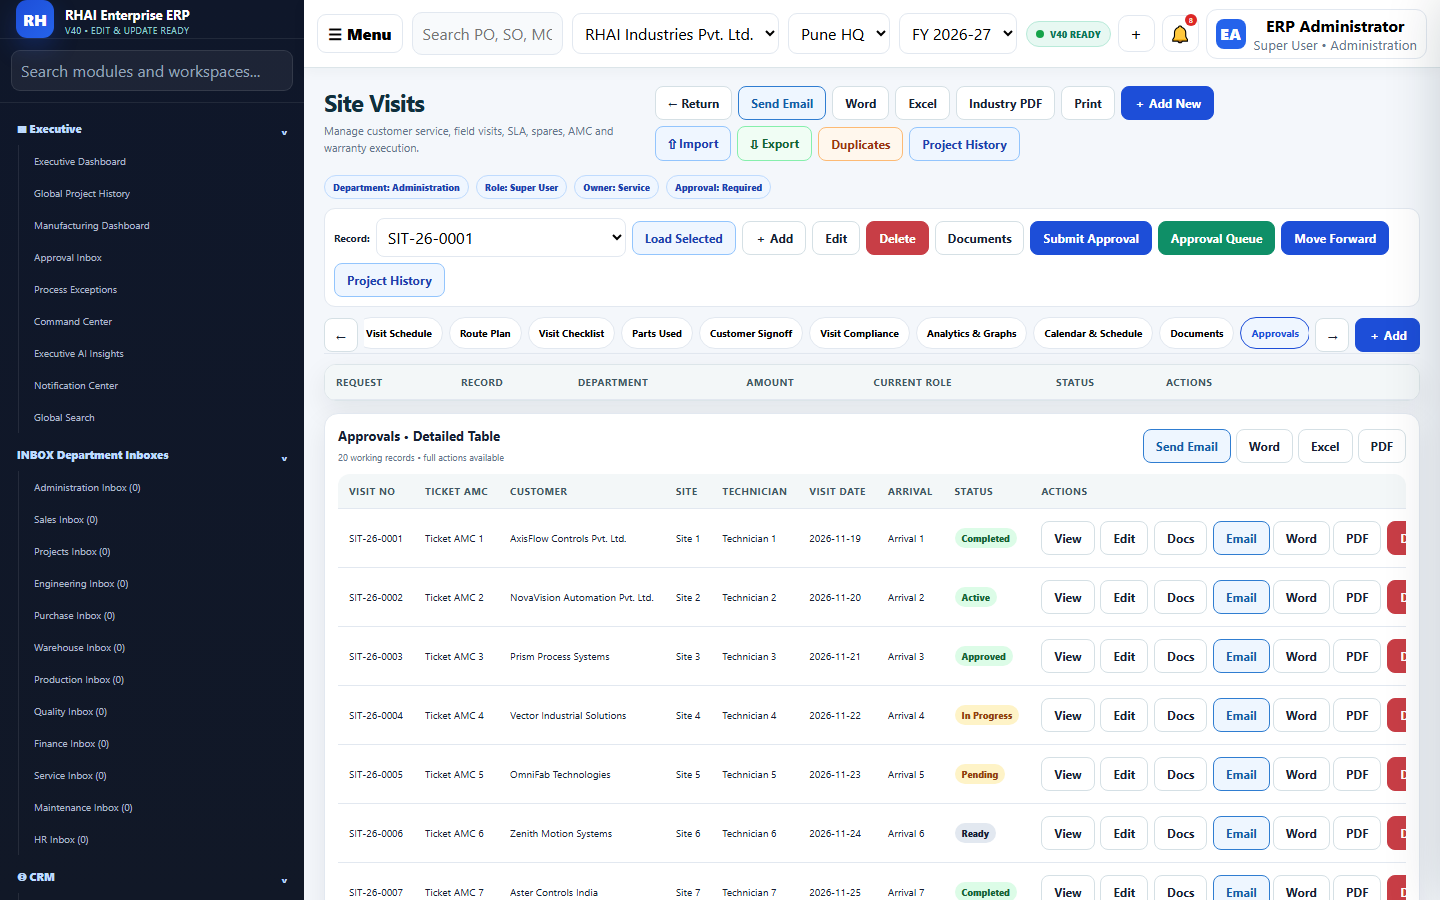 RH
RHAI Enterprise ERP
V40 • EDIT & UPDATE READY
Search modules and workspaces...
Executive
Executive Dashboard
Global Project History
Manufacturing Dashboard
Approval Inbox
Process Exceptions
Command Center
Executive AI Insights
Notification Center
Global Search
INBOX Department Inboxes
Administration Inbox (0)
Sales Inbox (0)
Projects Inbox (0)
Engineering Inbox (0)
Purchase Inbox (0)
Warehouse Inbox (0)
Production Inbox (0)
Quality Inbox (0)
Finance Inbox (0)
Service Inbox (0)
Maintenance Inbox (0)
HR Inbox (0)
CRM
☰ Menu
Search PO, SO, MO
RHAI Industries Pvt. Ltd.
Pune HQ
FY 2026-27
V40 READY
+
8
EA
ERP Administrator
Super User • Administration
Site Visits
Manage customer service, field visits, SLA, spares, AMC and
warranty execution.
← Return
Send Email
Word
Excel
Industry PDF
Print
+ Add New
⇧ Import
⇩ Export
Duplicates
Project History
Department: Administration
Role: Super User
Owner: Service
Approval: Required
Record:
SIT-26-0001
Load Selected
+ Add
Edit
Delete
Documents
Submit Approval
Approval Queue
Move Forward
Project History
←
Visit Schedule
Route Plan
Visit Checklist
Parts Used
Customer Signoff
Visit Compliance
Analytics & Graphs
Calendar & Schedule
Documents
Approvals
→
+ Add
REQUEST RECORD DEPARTMENT AMOUNT CURRENT ROLE STATUS ACTIONS
Approvals • Detailed Table
20 working records • full actions available
Send Email
Word
Excel
PDF
VISIT NO TICKET AMC CUSTOMER SITE TECHNICIAN VISIT DATE ARRIVAL STATUS ACTIONS
SIT-26-0001 Ticket AMC 1 AxisFlow Controls Pvt. Ltd. Site 1 Technician 1 2026-11-19 Arrival 1 Completed View Edit Docs Email Word PDF
SIT-26-0002 Ticket AMC 2 NovaVision Automation Pvt. Ltd. Site 2 Technician 2 2026-11-20 Arrival 2 Active View Edit Docs Email Word PDF
SIT-26-0003 Ticket AMC 3 Prism Process Systems Site 3 Technician 3 2026-11-21 Arrival 3 Approved View Edit Docs Email Word PDF
SIT-26-0004 Ticket AMC 4 Vector Industrial Solutions Site 4 Technician 4 2026-11-22 Arrival 4 In Progress View Edit Docs Email Word PDF
SIT-26-0005 Ticket AMC 5 OmniFab Technologies Site 5 Technician 5 2026-11-23 Arrival 5 Pending View Edit Docs Email Word PDF
SIT-26-0006 Ticket AMC 6 Zenith Motion Systems Site 6 Technician 6 2026-11-24 Arrival 6 Ready View Edit Docs Email Word PDF
SIT-26-0007 Ticket AMC 7 Aster Controls India Site 7 Technician 7 2026-11-25 Arrival 7 Completed View Edit Docs Email Word PDF